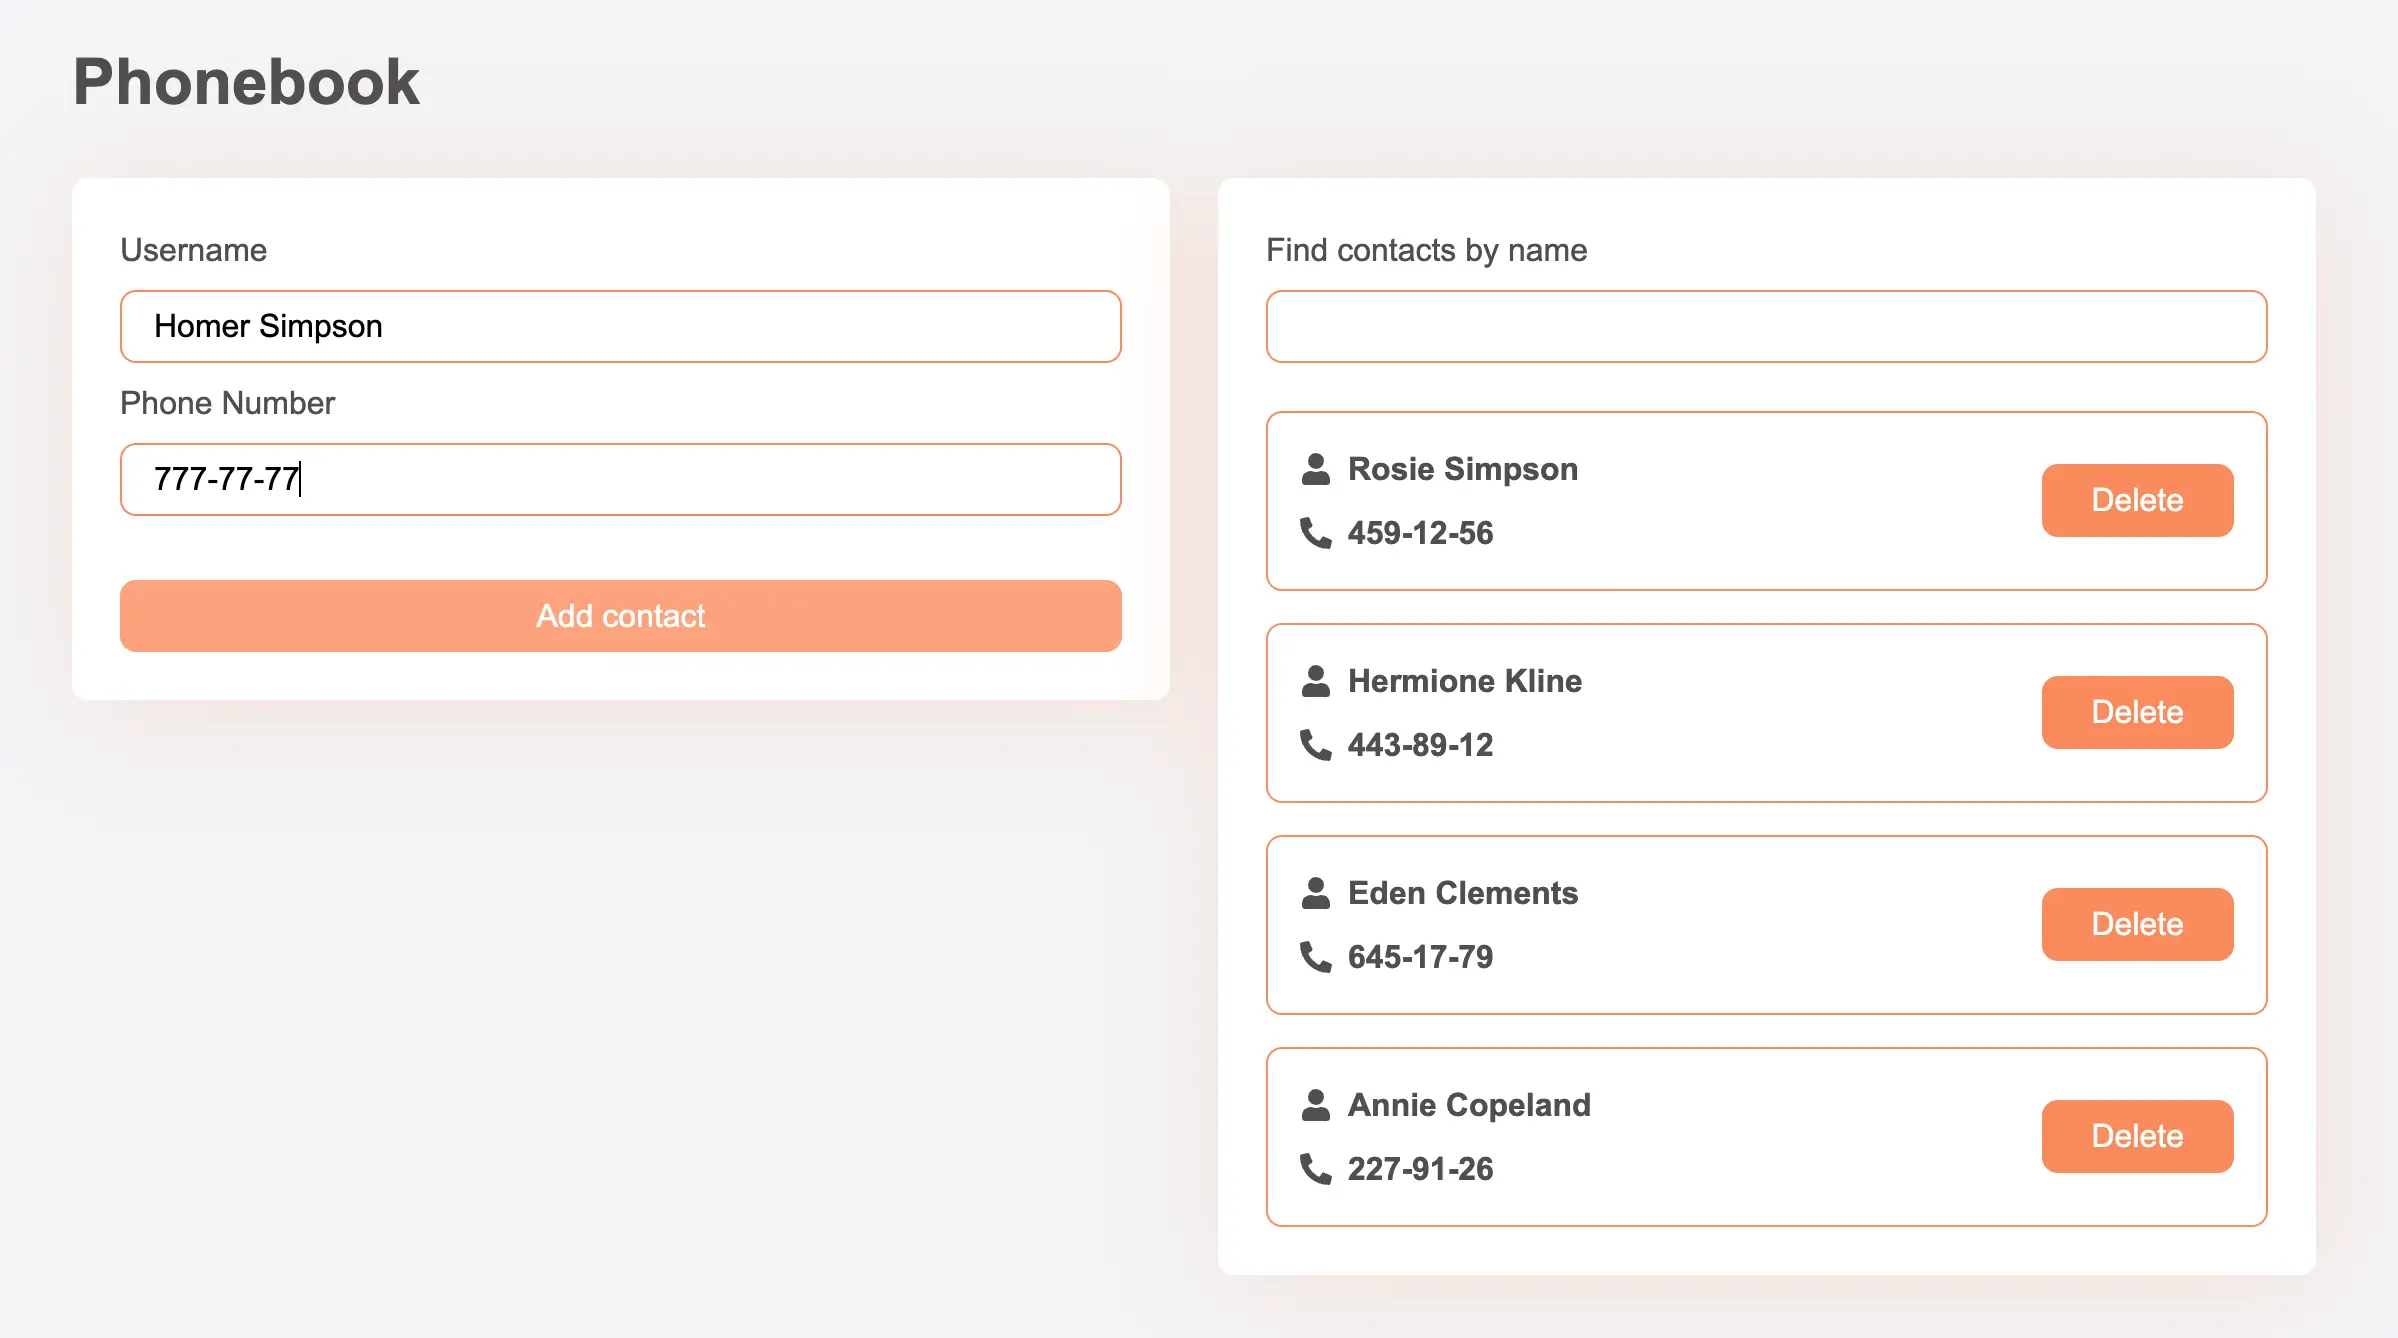 Phonebook
Username
Homer Simpson
Phone Number
777-77-77
Add contact
Find contacts by name
Rosie Simpson
459-12-56
Delete
Hermione Kline
443-89-12
Delete
Eden Clements
645-17-79
Delete
Annie Copeland
227-91-26
Delete